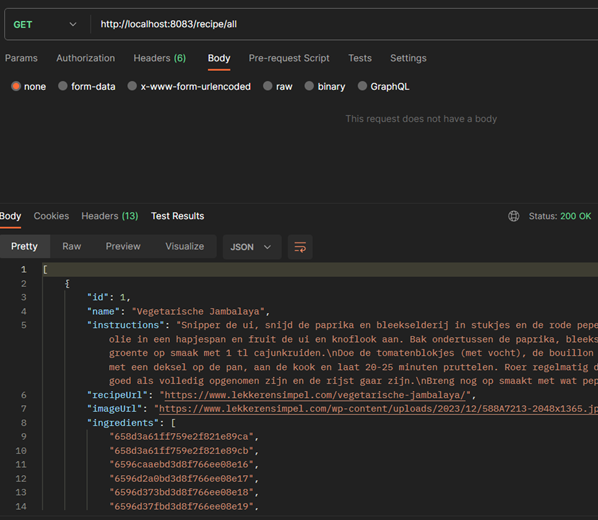 GET http://localhost:8083/recipe/all
Params Authorization Headers (6) Body Pre-request Script Tests Settings
none form-data x-www-form-urlencoded raw binary GraphQL
This request does not have a body
Body Cookies Headers (13) Test Results Status: 200 OK
Pretty Raw Preview Visualize JSON
1 [
2 {
3 "id": 1,
4 "name": "Vegetarische Jambalaya",
5 "instructions": "Snipper de ui, snijd de paprika en bleekselderij in stukjes en de rode pepe
olie in een hapjespan en fruit de ui en knoflook aan. Bak ondertussen de paprika, bleeks
groente op smaak met 1 tl cajunkruiden.\nDoe de tomatenblokjes (met vocht), de bouillon
met een deksel op de pan, aan de kook en laat 20-25 minuten pruttelen. Roer regelmatig d
goed als volledig opgenomen zijn en de rijst gaar zijn.\nBreng nog op smaakt met wat pep
6 "recipeUrl": "https://www.lekkerensimpel.com/vegetarische-jambalaya/",
7 "imageUrl": "https://www.lekkerensimpel.com/wp-content/uploads/2023/12/588A7213-2048x1365.jp
8 "ingredients": [
9 "658d3a61ff759e2f821e89ca",
10 "658d3a61ff759e2f821e89cb",
11 "6596caaebd3d8f766ee08e16",
12 "6596d2a0bd3d8f766ee08e17",
13 "6596d373bd3d8f766ee08e18",
14 "6596d37fbd3d8f766ee08e19",